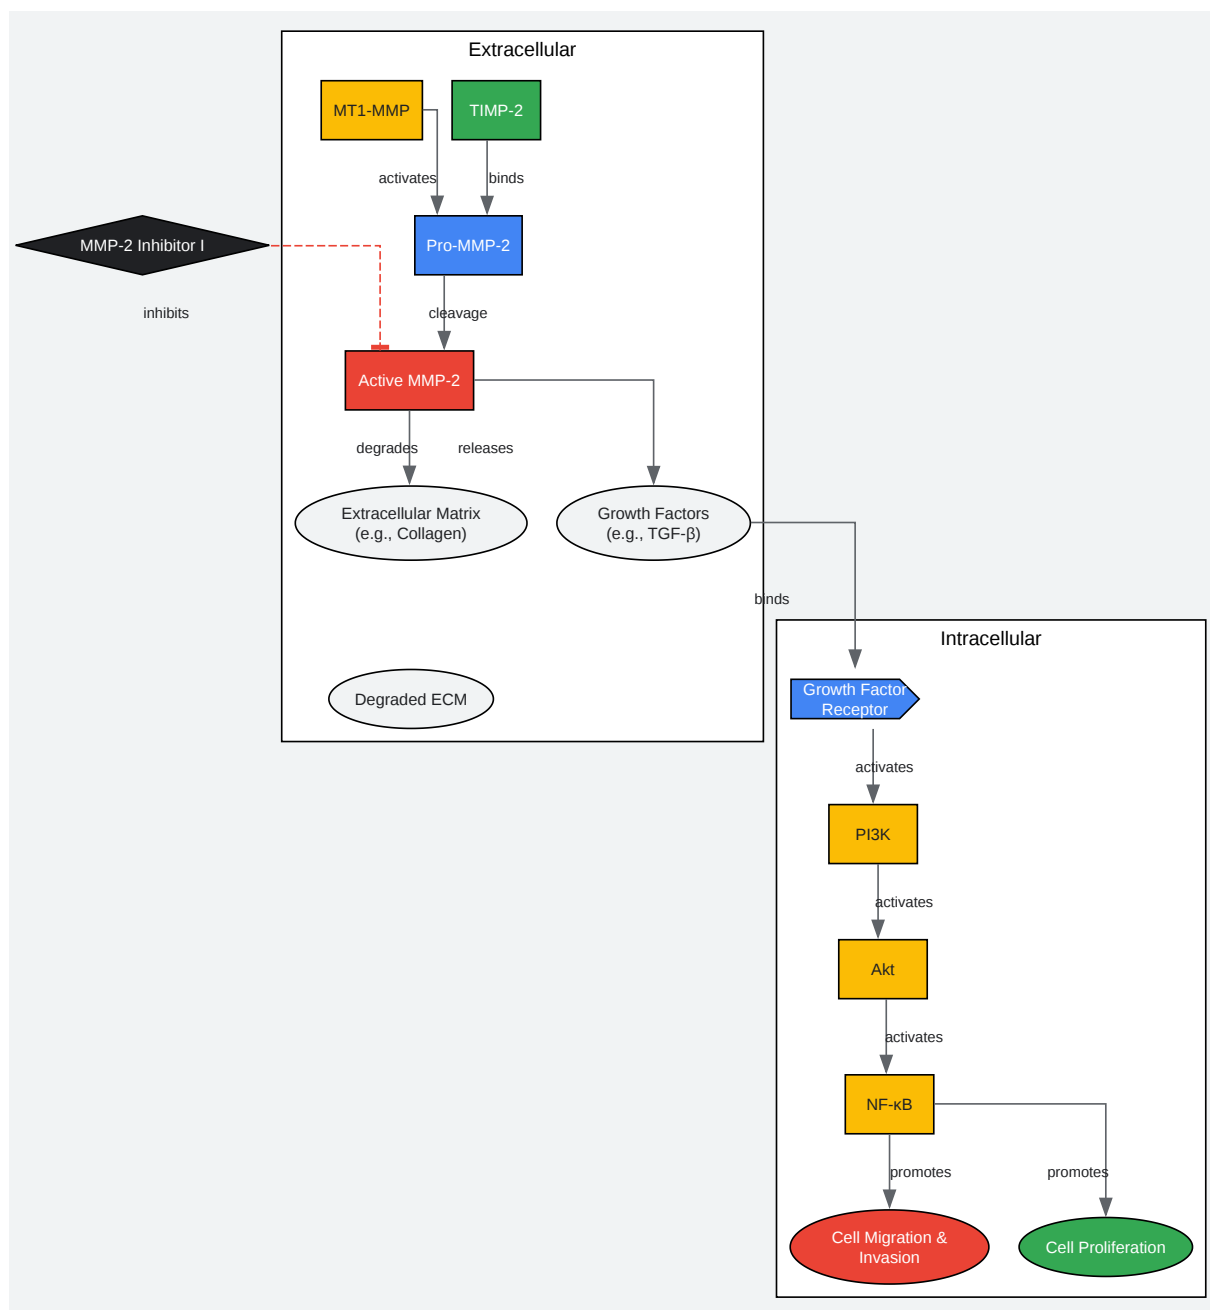 Extracellular
MT1-MMP
TIMP-2
activates
binds
MMP-2 Inhibitor I
Pro-MMP-2
inhibits
cleavage
Active MMP-2
degrades
releases
Extracellular Matrix
(e.g., Collagen)
Growth Factors
(e.g., TGF-β)
binds
Intracellular
Degraded ECM
Growth Factor
Receptor
activates
PI3K
activates
Akt
activates
NF-κB
promotes
promotes
Cell Migration &
Invasion
Cell Proliferation